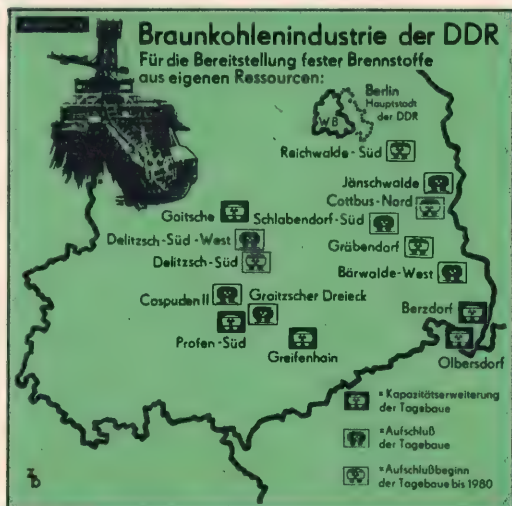 Braunkohlenindustrie der DDR
Für die Bereitstellung fester Brennstoffe
aus eigenen Ressourcen:
Berlin
Hauptstadt
der DDR
WB
Reichwalde-Süd
Jänschwalde
Cottbus-Nord
Goitsche
Schlabendorf-Süd
Delitzsch-Süd-West
Gräbendorf
Delitzsch-Süd
Bärwalde-West
Cospuden II
Groitzscher Dreieck
Berzdorf
Profen-Süd
Greifenhain
Olbersdorf
=Kapazitätserweiterung
der Tagebaue
=Aufschluß
der Tagebaue
=Aufschlußbeginn
der Tagebaue bis 1980